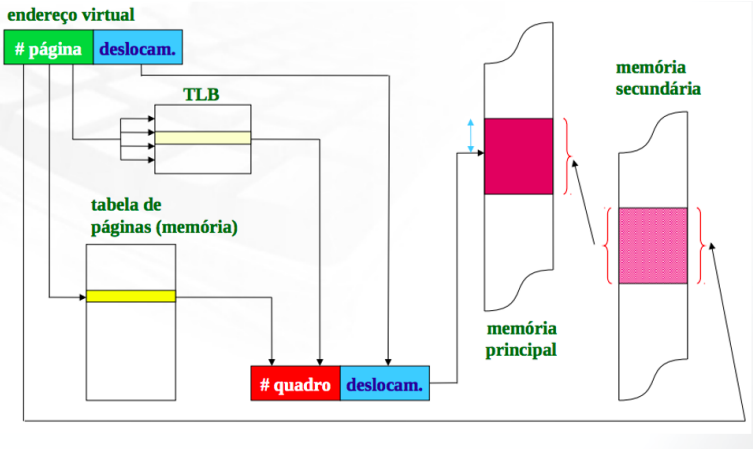 endereço virtual
# página deslocam.
TLB
tabela de
páginas (memória)
# quadro deslocam.
memória
principal
memória
secundária